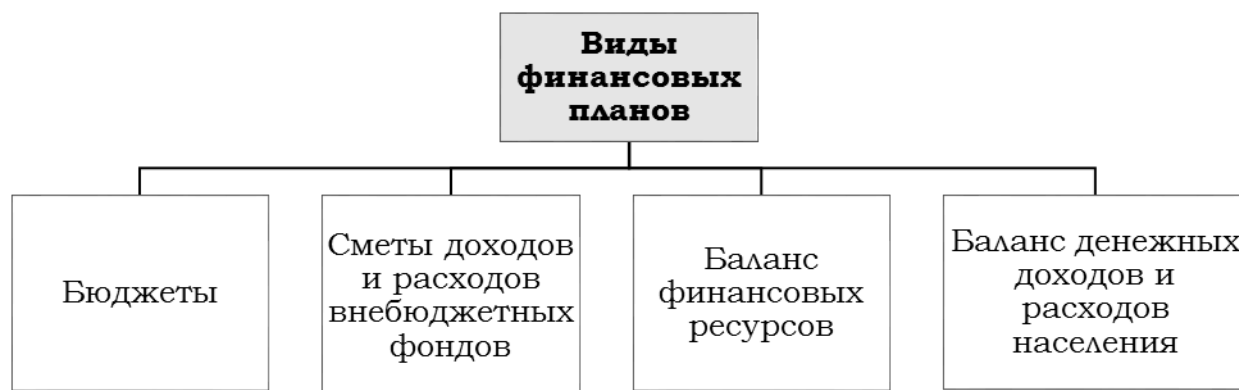 Виды
финансовых
планов
Бюджеты
Сметы доходов
и расходов
внебюджетных
фондов
Баланс
финансовых
ресурсов
Баланс денежных
доходов и
расходов
населения